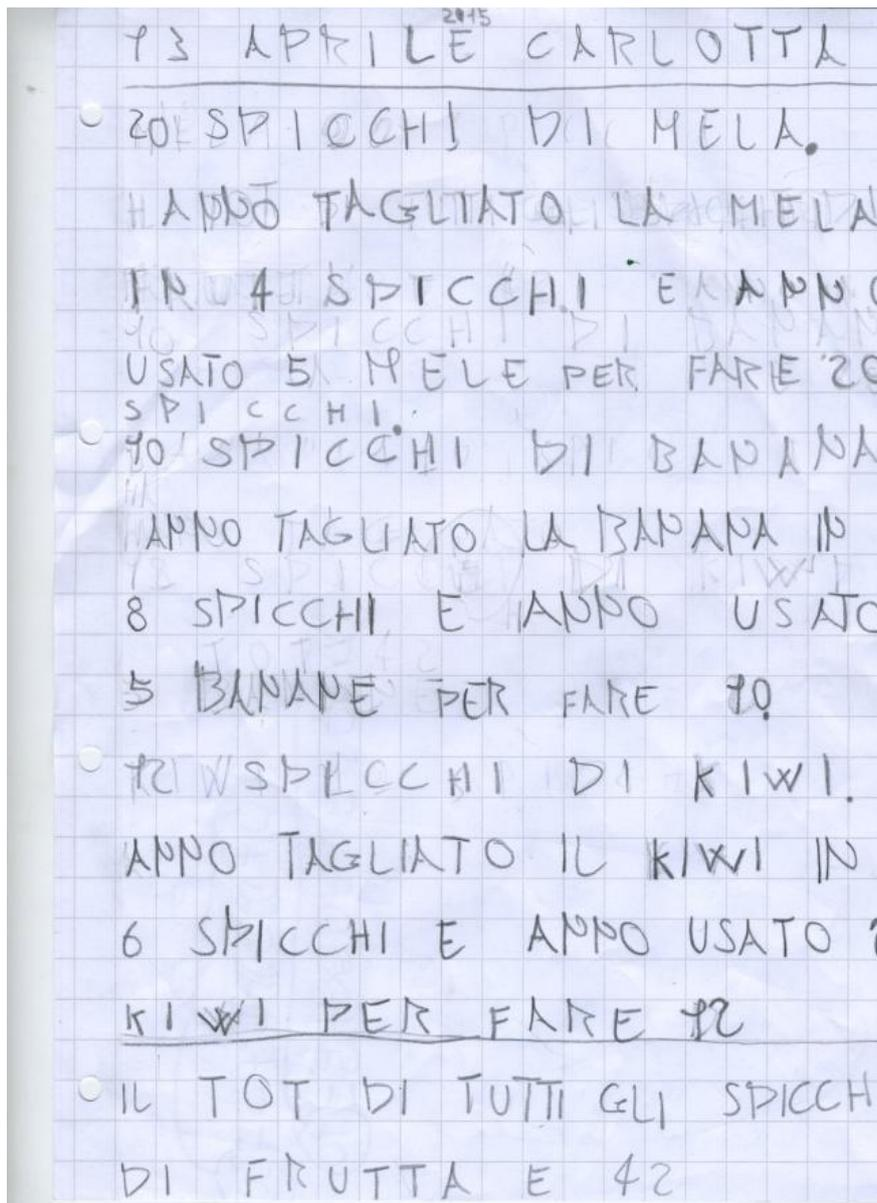 2015
13 APRILE CARLOTTA
20 SPICCHI DI MELA.
HANNO TAGLIATO LA MELA
IN 4 SPICCHI E ANNO
USATO 5 MELE PER FARE 20
SPICCHI.
10 SPICCHI DI BANANA
ANNO TAGLIATO LA BANANA IN
8 SPICCHI E ANNO USATO
5 BANANE PER FARE 10.
12 SPICCHI DI KIWI.
ANNO TAGLIATO IL KIWI IN
6 SPICCHI E ANNO USATO 2
KIWI PER FARE 12
IL TOT DI TUTTI GLI SPICCH
DI FRUTTA E 42